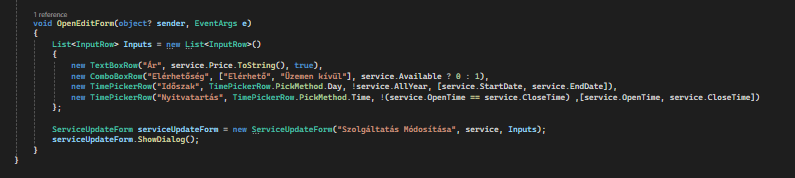 1 reference
void OpenEditForm(object? sender, EventArgs e)
{
List<InputRow> Inputs = new List<InputRow>()
{
new TextBoxRow("Ár", service.Price.ToString(), true),
new ComboBoxRow("Elérhetőség", ["Elérhető", "Üzemen kívül"], service.Available ? 0 : 1),
new TimePickerRow("Időszak", TimePickerRow.PickMethod.Day, !service.AllYear, [service.StartDate, service.EndDate]),
new TimePickerRow("Nyitvatartás", TimePickerRow.PickMethod.Time, !(service.OpenTime == service.CloseTime) ,[service.OpenTime, service.CloseTime])
};
ServiceUpdateForm serviceUpdateForm = new ServiceUpdateForm("Szolgáltatás Módosítása", service, Inputs);
serviceUpdateForm.ShowDialog();
}
}